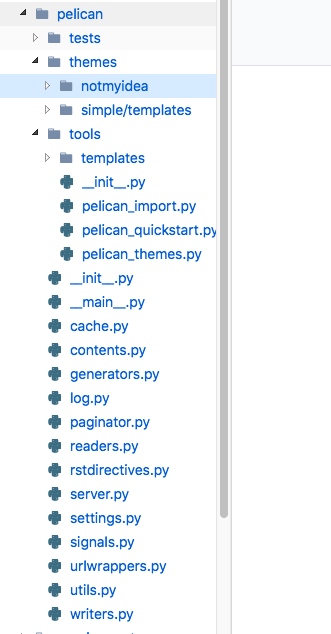 pelican
tests
themes
notmyidea
simple/templates
tools
templates
__init__.py
pelican_import.py
pelican_quickstart.py
pelican_themes.py
__init__.py
__main__.py
cache.py
contents.py
generators.py
log.py
paginator.py
readers.py
rstdirectives.py
server.py
settings.py
signals.py
urlwrappers.py
utils.py
writers.py